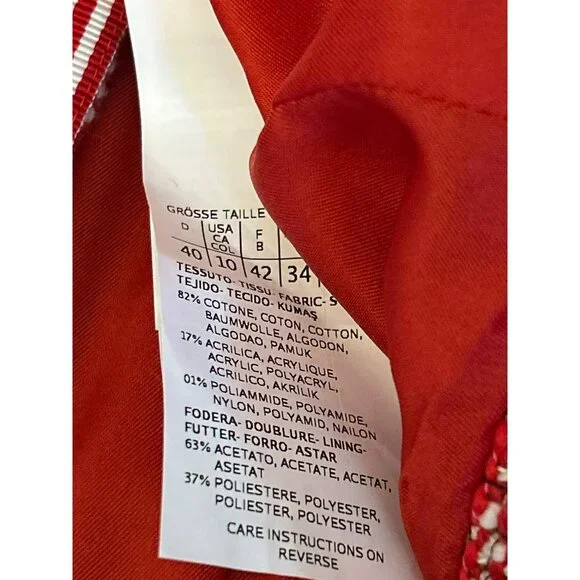 GRÖSSE TAILLE
D USA CA COL F B
40 10 42 34
TESSUTO- TISSU- FABRIC- S
TEJIDO- TECIDO- KUMAŞ
82% COTONE, COTON, COTTON,
BAUMWOLLE, ALGODON,
ALGODAO, PAMUK
17% ACRILICA, ACRYLIQUE,
ACRYLIC, POLYACRYL,
ACRILICO, AKRİLİK
01% POLIAMMIDE, POLYAMIDE,
NYLON, POLYAMID, NAILON
FODERA- DOUBLURE- LINING-
FUTTER- FORRO- ASTAR
63% ACETATO, ACETATE, ACETAT,
ASETAT
37% POLIESTERE, POLYESTER,
POLIESTER, POLYESTER
CARE INSTRUCTIONS ON
REVERSE